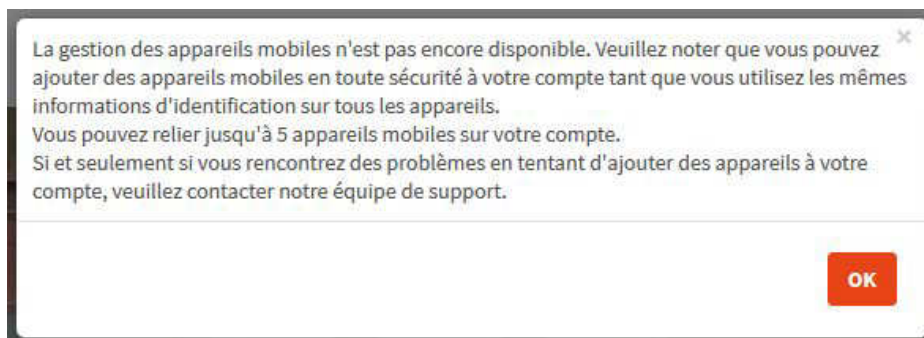 La gestion des appareils mobiles n'est pas encore disponible. Veuillez noter que vous pouvez
ajouter des appareils mobiles en toute sécurité à votre compte tant que vous utilisez les mêmes
informations d'identification sur tous les appareils.
Vous pouvez relier jusqu'à 5 appareils mobiles sur votre compte.
Si et seulement si vous rencontrez des problèmes en tentant d'ajouter des appareils à votre
compte, veuillez contacter notre équipe de support.
OK